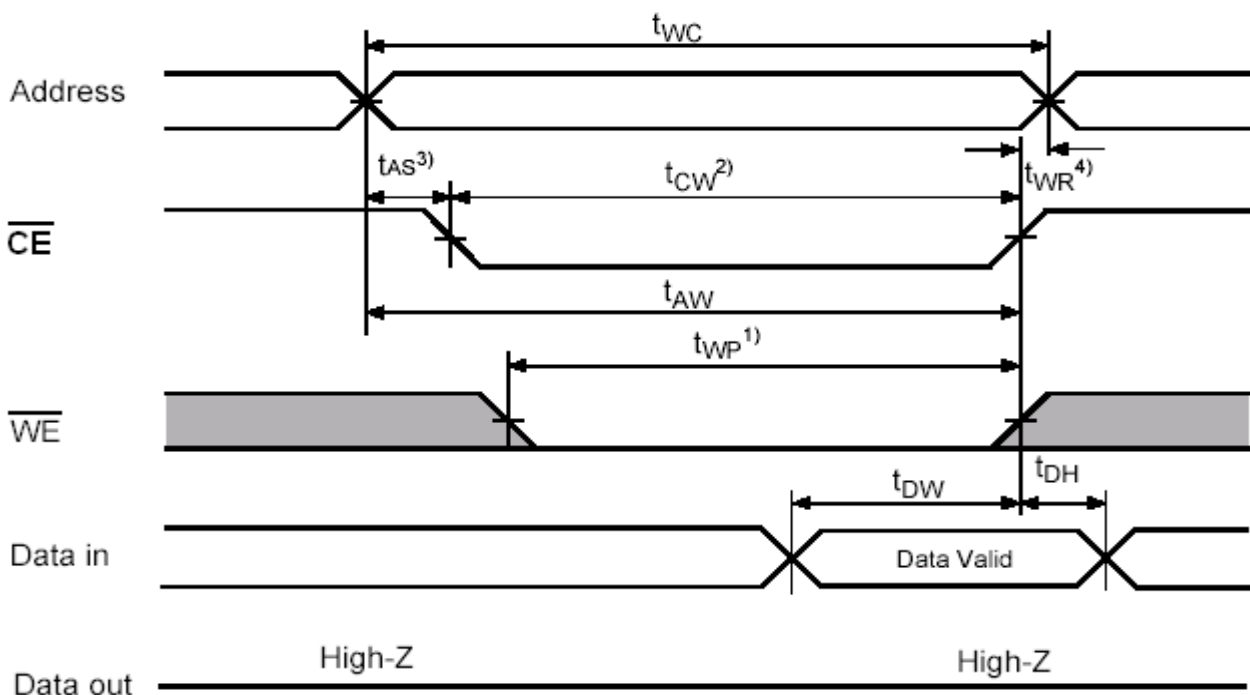 tWC
Address
tAS3) tCW2) tWR4)
CE
tAW
tWP1)
WE
tDW tDH
Data in Data Valid
High-Z High-Z
Data out